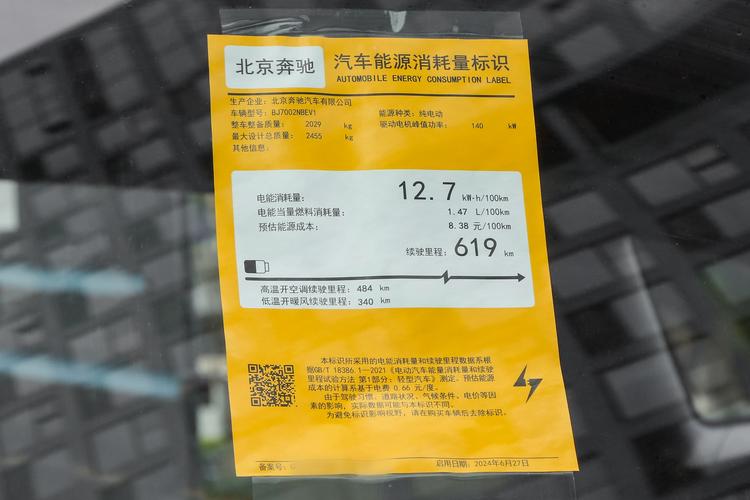 北京奔驰
汽车能源消耗量标识
AUTOMOBILE ENERGY CONSUMPTION LABEL
生产企业：北京奔驰汽车有限公司
车辆型号：BJ7002NBEV1 能源种类：纯电动
整车整备质量： 2029 kg 驱动电机峰值功率： 140 kW
最大设计总质量： 2455 kg
其他信息：
电能消耗量： 12.7 kW·h/100km
电能当量燃料消耗量： 1.47 L/100km
预估能源成本： 8.38 元/100km
续驶里程：619 km
高温开空调续驶里程： 484 km
低温开暖风续驶里程： 340 km
本标识所采用的电能消耗量和续驶里程数据系根
据GB/T 18386.1—2021《电动汽车能量消耗量和续驶
里程试验方法 第1部分：轻型汽车》测定。预估能源
成本的计算系基于电费 0.66 元/度。
由于驾驶习惯、道路状况、气候条件、电价等因
素的影响，实际数据可能与本标识不同。
为避免标识影响视野，请在购买车辆后去除标识。
备案号： 启用日期：2024年6月27日